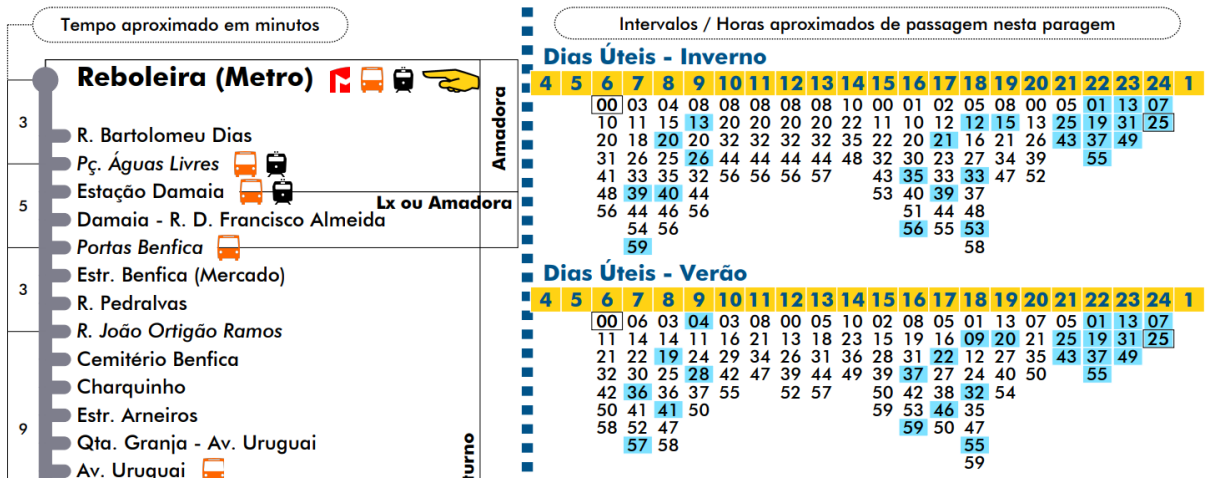 Tempo aproximado em minutos
Reboleira (Metro)
3
R. Bartolomeu Dias
Pç. Águas Livres
Estação Damaia
5
Damaia - R. D. Francisco Almeida
Portas Benfica
Estr. Benfica (Mercado)
3
R. Pedralvas
R. João Ortigão Ramos
Cemitério Benfica
Charquinho
Estr. Arneiros
9
Qta. Granja - Av. Uruguai
Av. Uruguai
Amadora
Lx ou Amadora
turno
Intervalos / Horas aproximados de passagem nesta paragem
Dias Úteis - Inverno
4 5 6 7 8 9 10 11 12 13 14 15 16 17 18 19 20 21 22 23 24 1
00 03 04 08 08 08 08 08 10 00 01 02 05 08 00 05 01 13 07
10 11 15 13 20 20 20 20 22 11 10 12 12 15 13 25 19 31 25
20 18 20 20 32 32 32 32 35 22 20 21 16 21 26 43 37 49
31 26 25 26 44 44 44 44 48 32 30 23 27 34 39 55
41 33 35 32 56 56 56 57 43 35 33 33 47 52
48 39 40 44 53 40 39 37
56 44 46 56 51 44 48
54 56 56 55 53
59 58
Dias Úteis - Verão
4 5 6 7 8 9 10 11 12 13 14 15 16 17 18 19 20 21 22 23 24 1
00 06 03 04 03 08 00 05 10 02 08 05 01 13 07 05 01 13 07
11 14 14 11 16 21 13 18 23 15 19 16 09 20 21 25 19 31 25
21 22 19 24 29 34 26 31 36 28 31 22 12 27 35 43 37 49
32 30 25 28 42 47 39 44 49 39 37 27 24 40 50 55
42 36 36 37 55 52 57 50 42 38 32 54
50 41 41 50 59 53 46 35
58 52 47 59 50 47
57 58 55
59